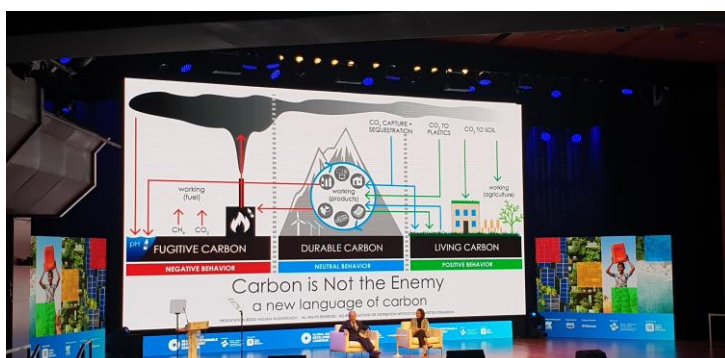 CO₂ CAPTURE +
SEQUESTRATION
CO₂ TO
PLASTICS
CO₂ TO SOIL
working
(fuel)
CH₄
CO₂
working
(products)
working
(agriculture)
pH
FUGITIVE CARBON
DURABLE CARBON
LIVING CARBON
NEGATIVE BEHAVIOR
NEUTRAL BEHAVIOR
POSITIVE BEHAVIOR
Carbon is Not the Enemy
a new language of carbon